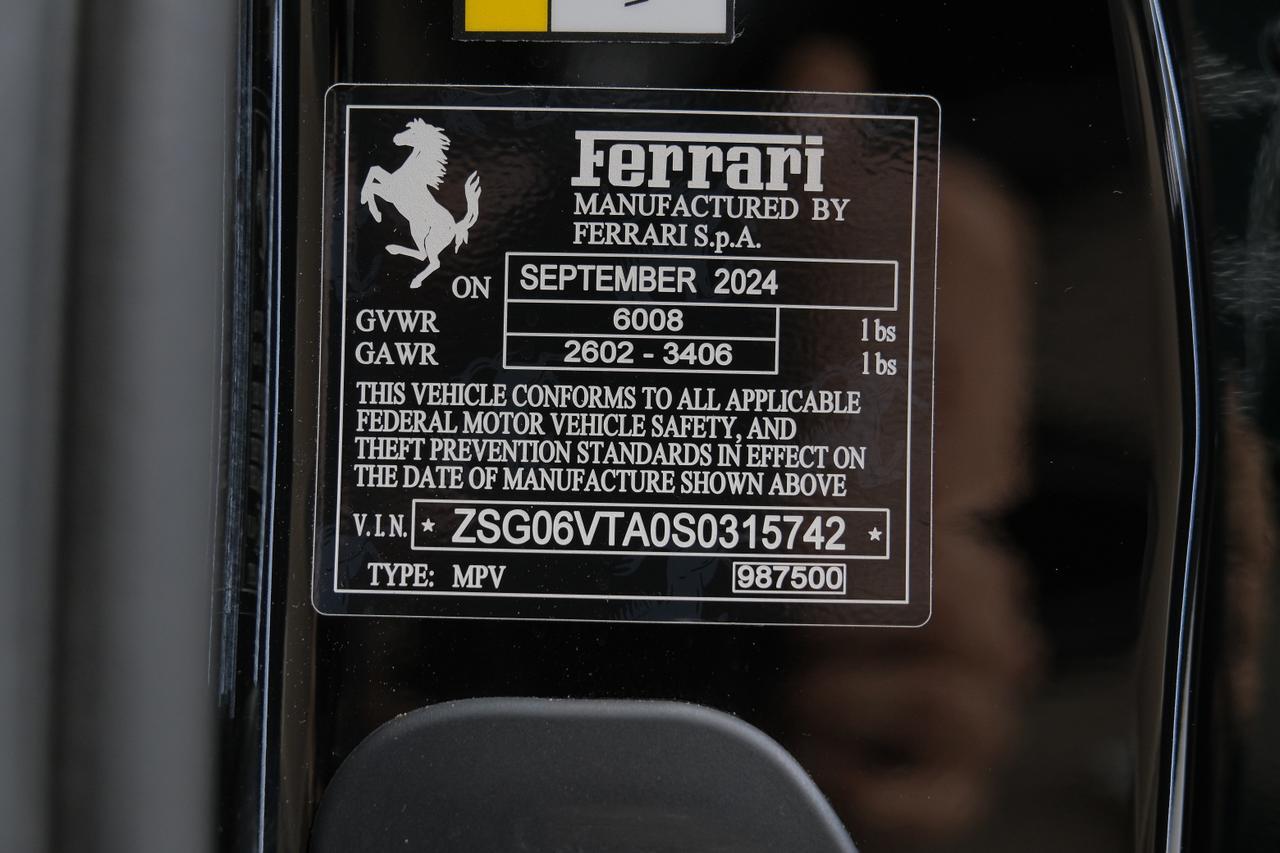 Ferrari
MANUFACTURED BY
FERRARI S.p.A.
ON SEPTEMBER 2024
GVWR 6008 lbs
GAWR 2602 - 3406 lbs
THIS VEHICLE CONFORMS TO ALL APPLICABLE
FEDERAL MOTOR VEHICLE SAFETY, AND
THEFT PREVENTION STANDARDS IN EFFECT ON
THE DATE OF MANUFACTURE SHOWN ABOVE
V.I.N. * ZSG06VTA0S0315742 *
TYPE: MPV 987500